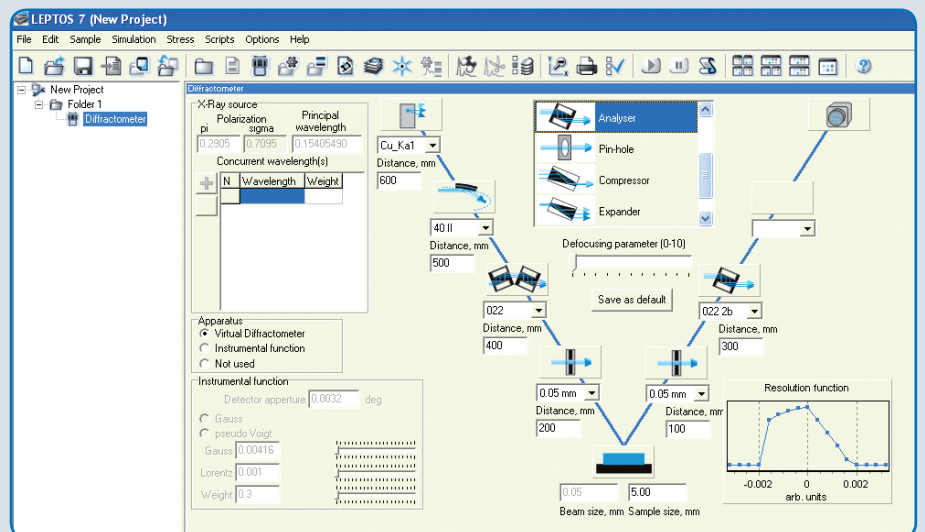 LEPTOS 7 (New Project)
File Edit Sample Simulation Stress Scripts Options Help
New Project
Folder 1
Diffractometer
Diffractometer
X-Ray source
Polarization
pi sigma
Principal
wavelength
0.2905 0.7095 0.15405490
Concurrent wavelength(s)
N Wavelength Weight
Apparatus
Virtual Diffractometer
Instrumental function
Not used
Instrumental function
Detector apperture 0.0032 deg
Gauss
pseudo Voigt
Gauss 0.00416
Lorentz 0.001
Weight 0.3
Cu_Ka1
Distance, mm
600
40 II
Distance, mm
500
022
Distance, mm
400
0.05 mm
Distance, mm
200
Analyser
Pin-hole
Compressor
Expander
Defocusing parameter (0-10)
Save as default
022 2b
Distance, mm
300
0.05 mm
Distance, mm
100
0.05 5.00
Beam size, mm Sample size, mm
Resolution function
-0.002 0 0.002
arb. units